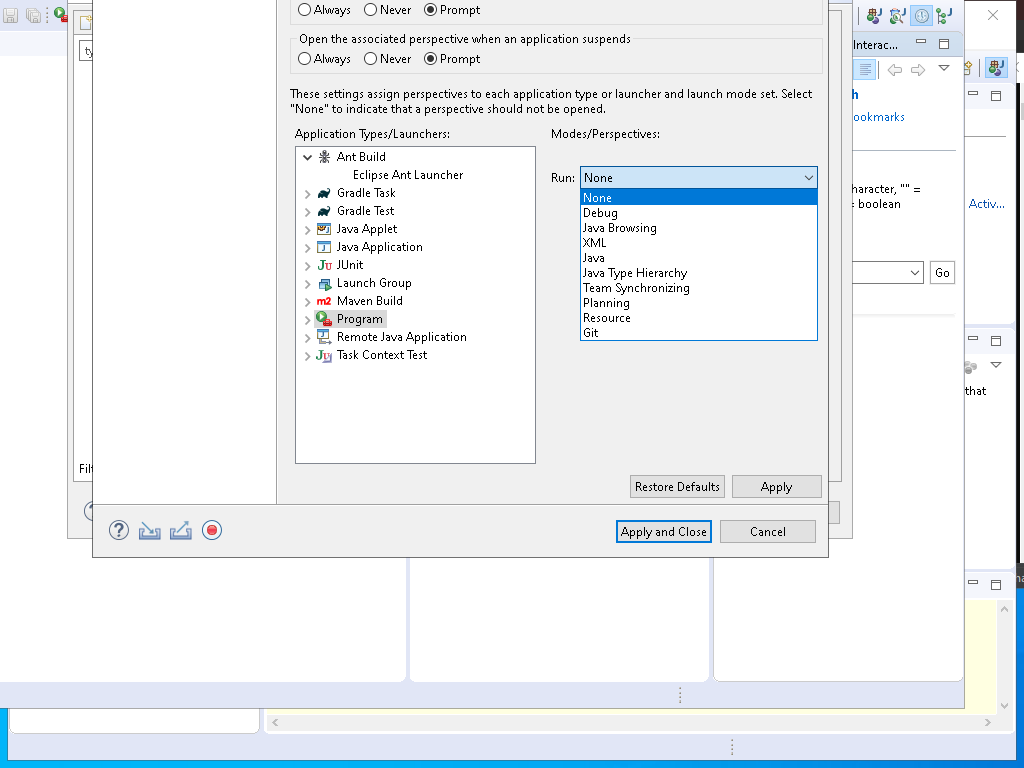 Always Never Prompt
Open the associated perspective when an application suspends
Always Never Prompt
These settings assign perspectives to each application type or launcher and launch mode set. Select
"None" to indicate that a perspective should not be opened.
Application Types/Launchers:
Modes/Perspectives:
Ant Build
Eclipse Ant Launcher
Gradle Task
Gradle Test
Java Applet
Java Application
JUnit
Launch Group
Maven Build
Program
Remote Java Application
Task Context Test
Run: None
None
Debug
Java Browsing
XML
Java
Java Type Hierarchy
Team Synchronizing
Planning
Resource
Git
Restore Defaults
Apply
Apply and Close
Cancel
Interac...
ookmarks
haracter, "" =
= boolean
Activ...
Go
that
Filt